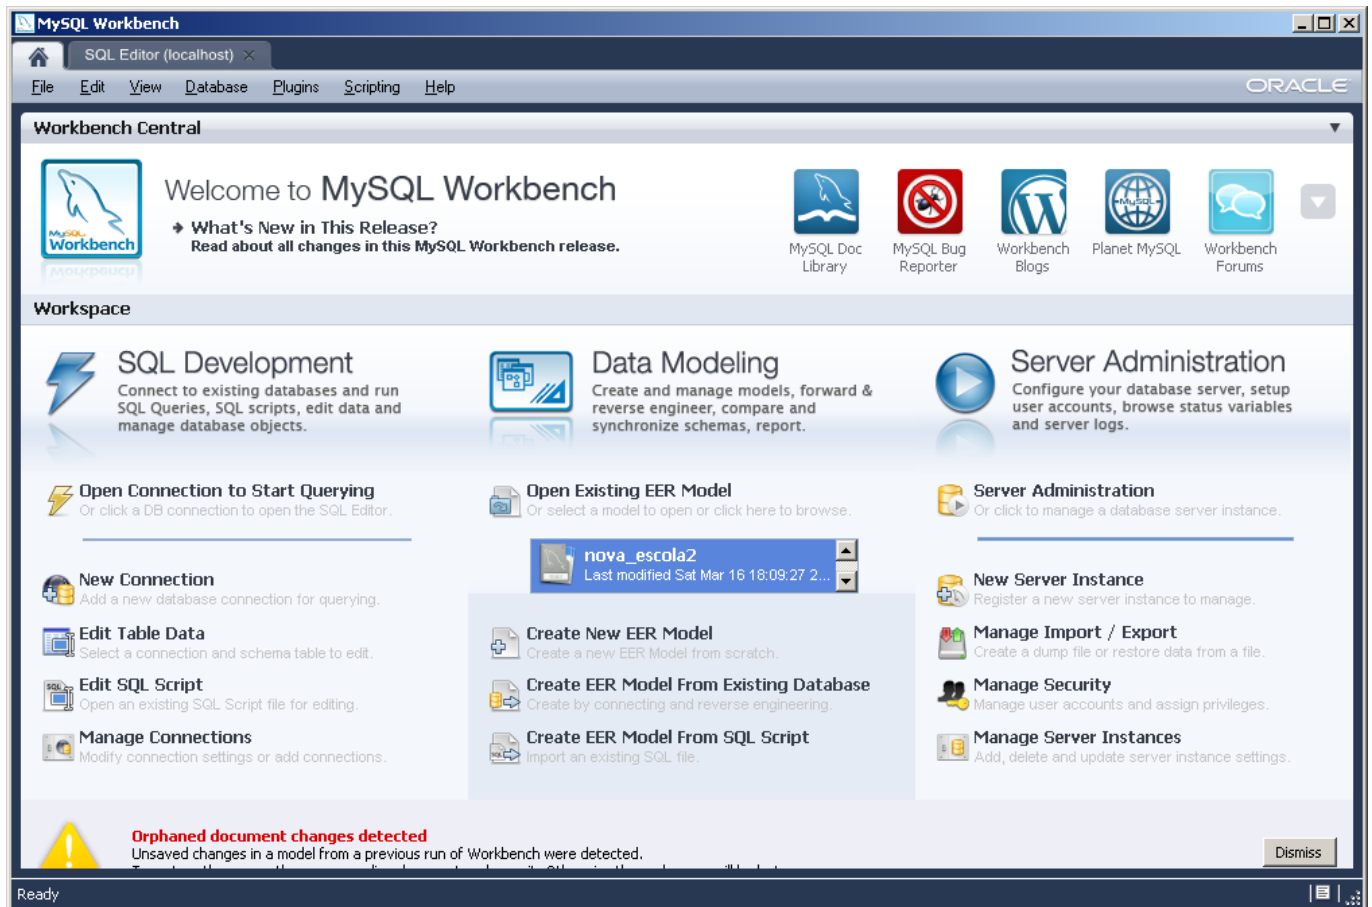 MySQL Workbench
SQL Editor (localhost)
File Edit View Database Plugins Scripting Help
ORACLE
Workbench Central
MySQL
Workbench
Welcome to MySQL Workbench
What's New in This Release?
Read about all changes in this MySQL Workbench release.
MySQL Doc
Library
MySQL Bug
Reporter
Workbench
Blogs
MySQL
Planet MySQL
Workbench
Forums
Workspace
SQL Development
Connect to existing databases and run
SQL Queries, SQL scripts, edit data and
manage database objects.
Data Modeling
Create and manage models, forward &
reverse engineer, compare and
synchronize schemas, report.
Server Administration
Configure your database server, setup
user accounts, browse status variables
and server logs.
Open Connection to Start Querying
Or click a DB connection to open the SQL Editor.
New Connection
Add a new database connection for querying.
Edit Table Data
Select a connection and schema table to edit.
SQL
Edit SQL Script
Open an existing SQL Script file for editing.
Manage Connections
Modify connection settings or add connections.
Open Existing EER Model
Or select a model to open or click here to browse.
nova_escola2
Last modified Sat Mar 16 18:09:27 2...
Create New EER Model
Create a new EER Model from scratch.
Create EER Model From Existing Database
Create by connecting and reverse engineering.
SQL
Create EER Model From SQL Script
Import an existing SQL file.
Server Administration
Or click to manage a database server instance.
New Server Instance
Register a new server instance to manage.
Manage Import / Export
Create a dump file or restore data from a file.
Manage Security
Manage user accounts and assign privileges.
Manage Server Instances
Add, delete and update server instance settings.
Orphaned document changes detected
Unsaved changes in a model from a previous run of Workbench were detected.
Dismiss
Ready